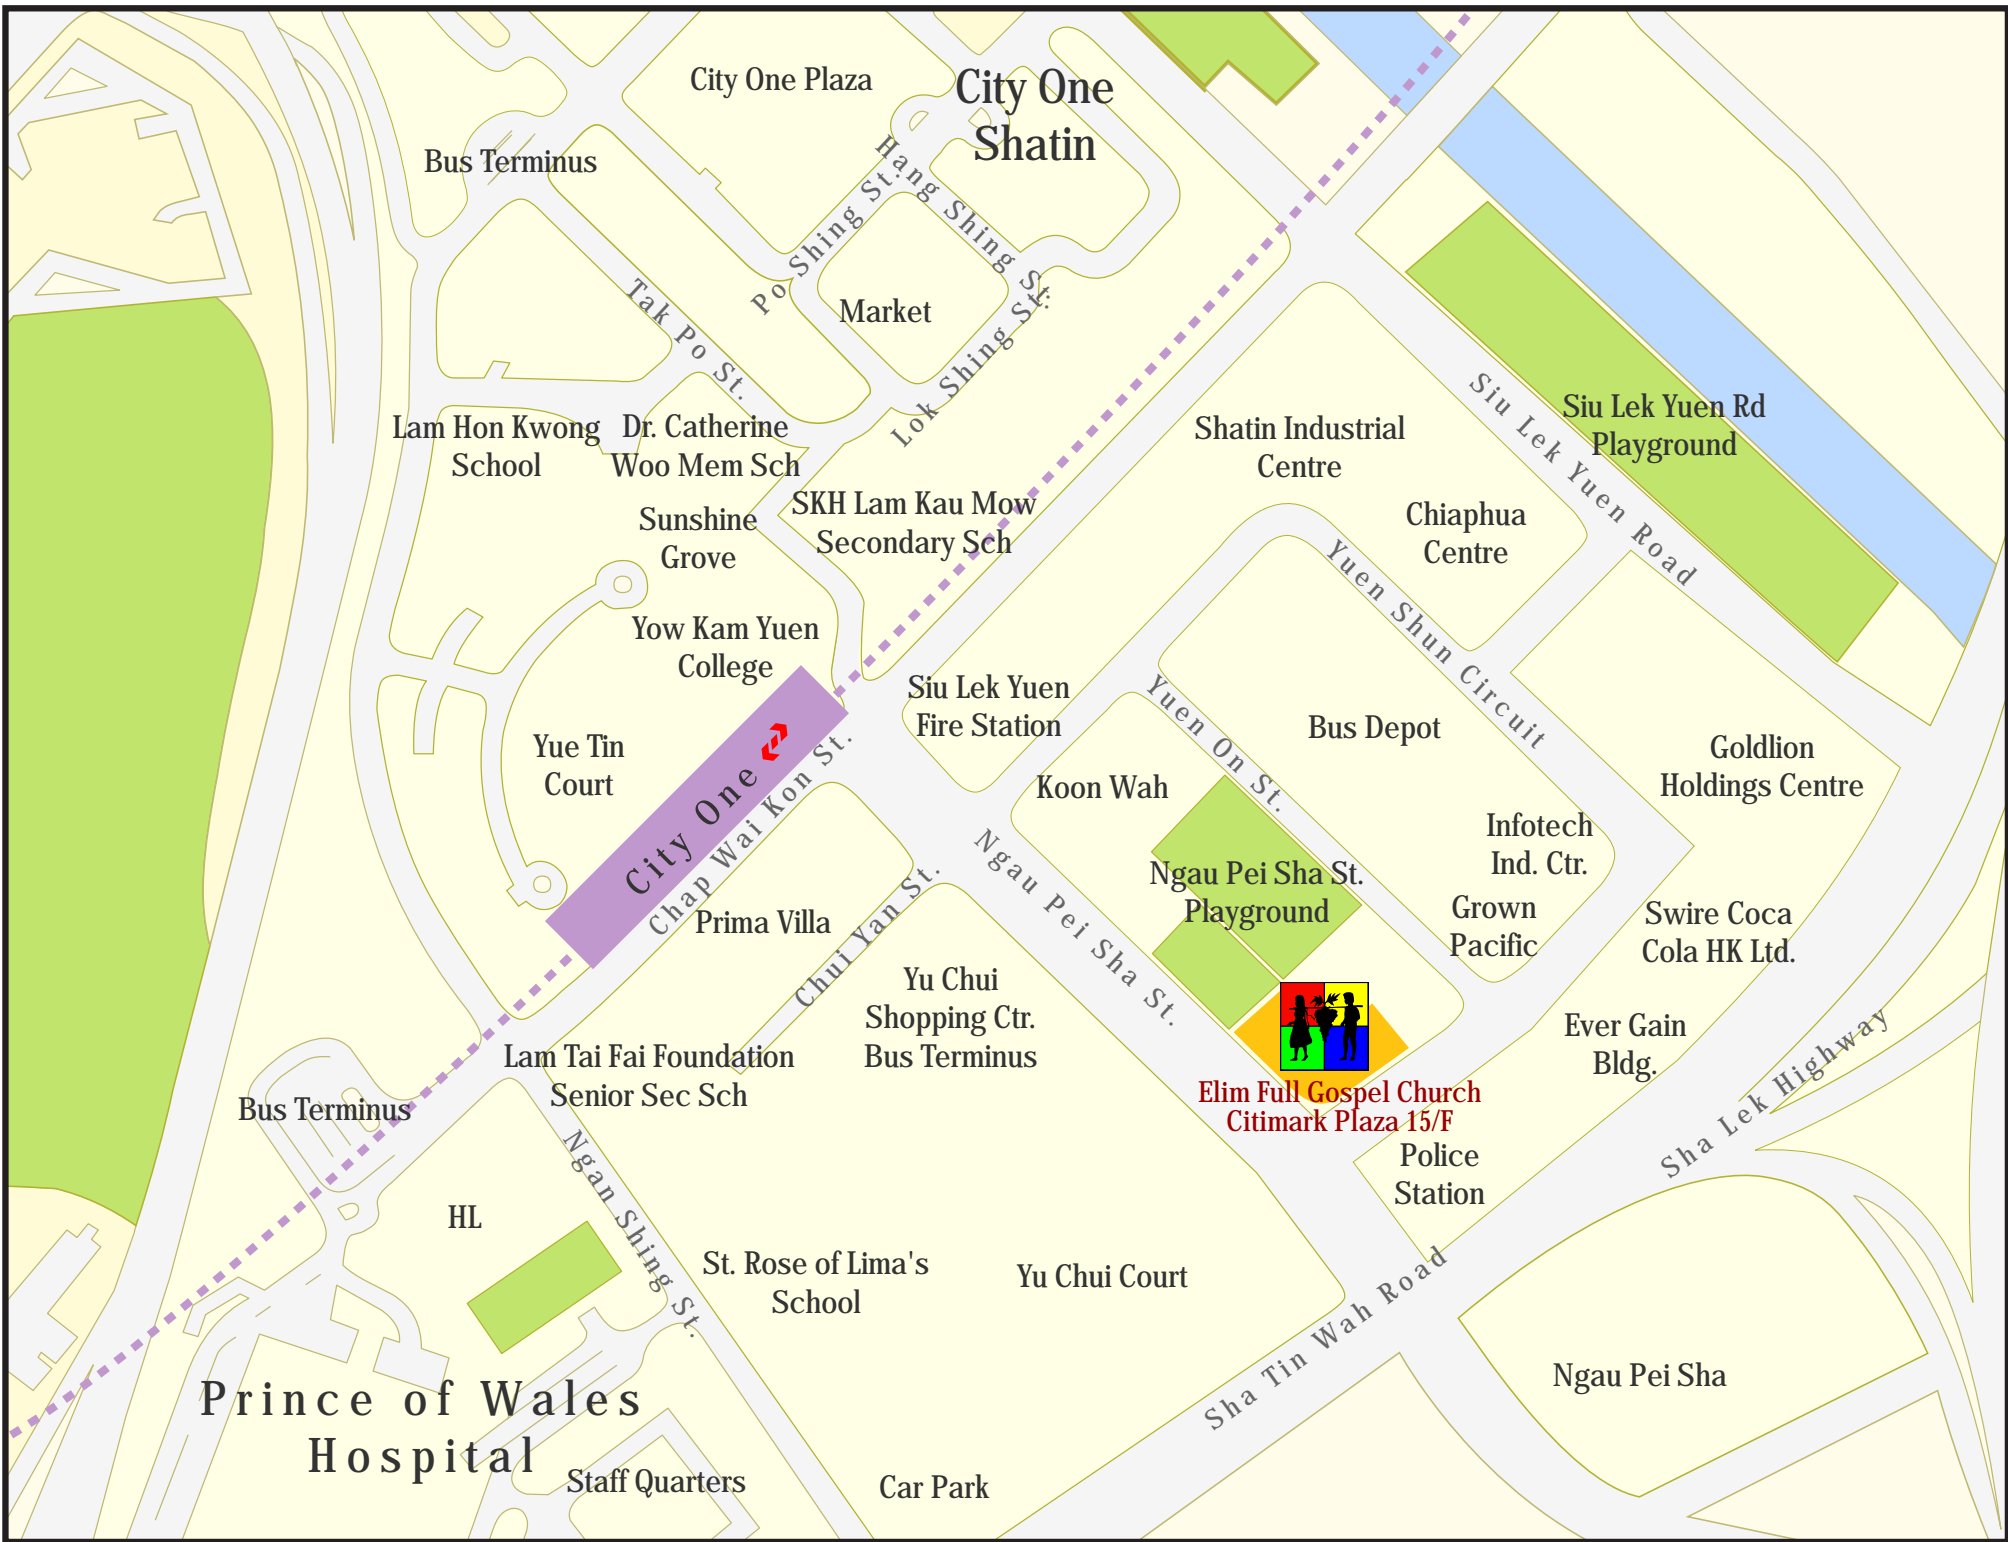 City One Plaza
City One
Shatin
Bus Terminus
Hang Shing St.
Po Shing St.
Tak Po St.
Market
Lok Shing St.
Lam Hon Kwong
School
Dr. Catherine
Woo Mem Sch
Shatin Industrial
Centre
Siu Lek Yuen Road
Siu Lek Yuen Rd
Playground
Sunshine
Grove
SKH Lam Kau Mow
Secondary Sch
Chiaphua
Centre
Yuen Shun Circuit
Yow Kam Yuen
College
Siu Lek Yuen
Fire Station
Yuen On St.
Bus Depot
Yue Tin
Court
City One
Chap Wai Kon St.
Koon Wah
Goldlion
Holdings Centre
Infotech
Ind. Ctr.
Ngau Pei Sha St.
Ngau Pei Sha St.
Playground
Prima Villa
Chui Yan St.
Grown
Pacific
Swire Coca
Cola HK Ltd.
Yu Chui
Shopping Ctr.
Bus Terminus
Ever Gain
Bldg.
Sha Lek Highway
Lam Tai Fai Foundation
Senior Sec Sch
Bus Terminus
Elim Full Gospel Church
Citimark Plaza 15/F
Police
Station
Ngan Shing St.
HL
St. Rose of Lima's
School
Yu Chui Court
Sha Tin Wah Road
Ngau Pei Sha
Prince of Wales
Hospital
Staff Quarters
Car Park